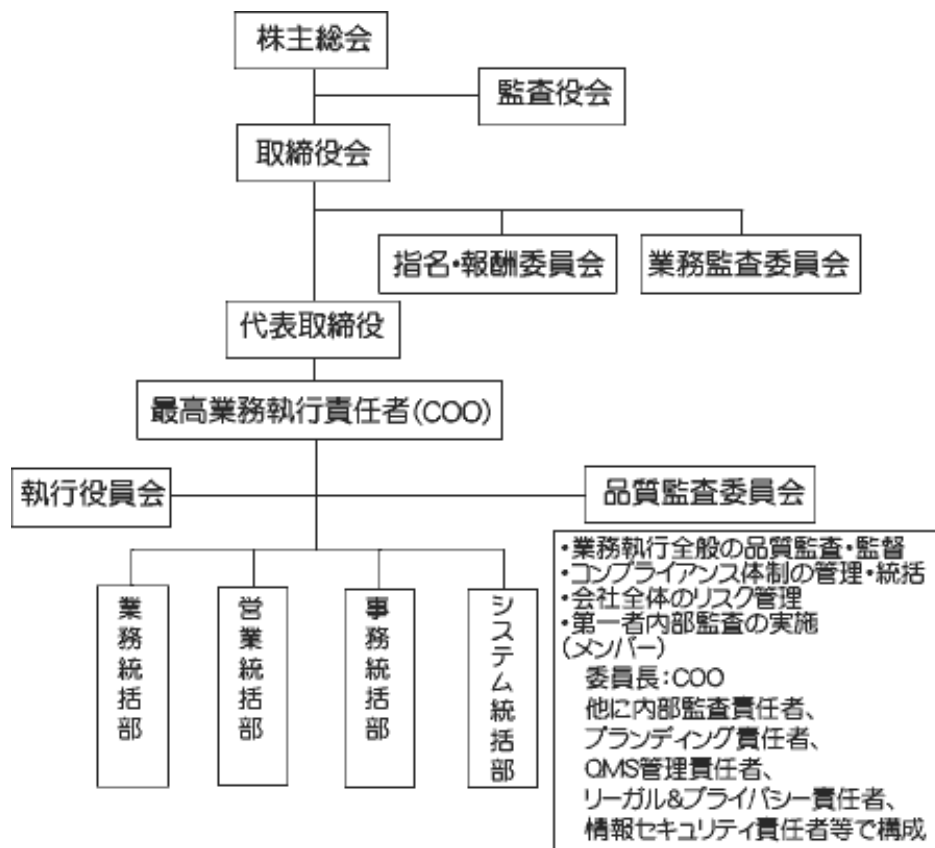 株主総会
監査役会
取締役会
指名・報酬委員会
業務監査委員会
代表取締役
最高業務執行責任者(COO)
執行役員会
品質監査委員会
・業務執行全般の品質監査・監督
・コンプライアンス体制の管理・統括
・会社全体のリスク管理
・第一者内部監査の実施
(メンバー)
委員長:COO
他に内部監査責任者、
ブランディング責任者、
QMS管理責任者、
リーガル&プライバシー責任者、
情報セキュリティ責任者等で構成
業務統括部
営業統括部
事務統括部
システム統括部